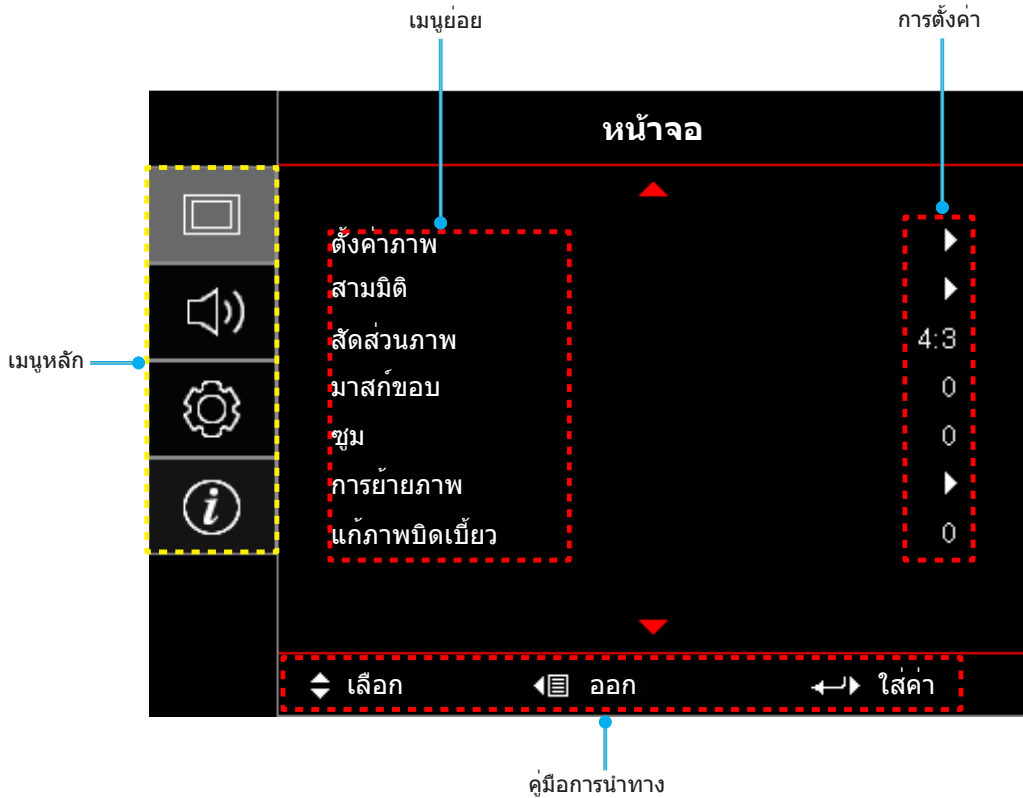 เมนูย่อย
การตั้งค่า
หน้าจอ
ตั้งค่าภาพ
สามมิติ
สัดส่วนภาพ 4:3
มาสก์ขอบ 0
ซูม 0
การย้ายภาพ
แก้ภาพบิดเบี้ยว 0
เมนูหลัก
เลือก ออก ใส่ค่า
คู่มือการนำทาง